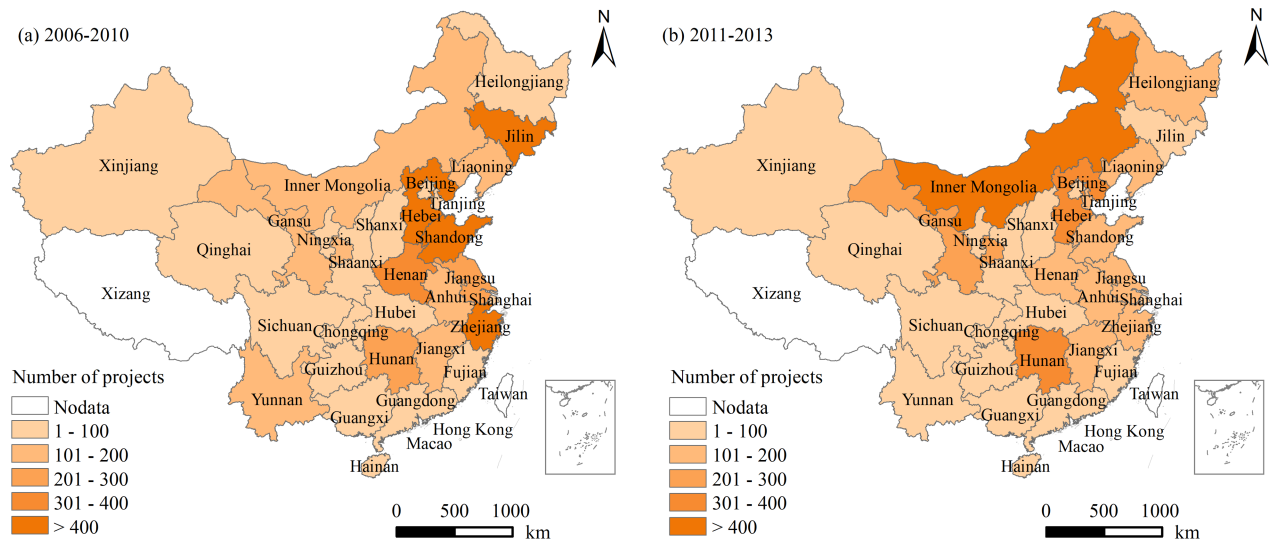 (a) 2006-2010
N
Heilongjiang
Jilin
Xinjiang
Liaoning
Inner Mongolia
Beijing
Tianjing
Gansu
Hebei
Shanxi
Ningxia
Shandong
Qinghai
Shaanxi
Henan
Jiangsu
Xizang
Anhui
Shanghai
Hubei
Sichuan
Chongqing
Zhejiang
Hunan
Jiangxi
Guizhou
Fujian
Yunnan
Guangdong
Taiwan
Guangxi
Hong Kong
Macao
Hainan
Number of projects
Nodata
1 - 100
101 - 200
201 - 300
301 - 400
> 400
0 500 1000
km
(b) 2011-2013
N
Heilongjiang
Jilin
Xinjiang
Liaoning
Inner Mongolia
Beijing
Tianjing
Gansu
Hebei
Shanxi
Ningxia
Shandong
Qinghai
Shaanxi
Henan
Jiangsu
Xizang
Anhui
Shanghai
Hubei
Sichuan
Chongqing
Zhejiang
Hunan
Jiangxi
Guizhou
Fujian
Yunnan
Guangdong
Taiwan
Guangxi
Hong Kong
Macao
Hainan
Number of projects
Nodata
1 - 100
101 - 200
201 - 300
301 - 400
> 400
0 500 1000
km